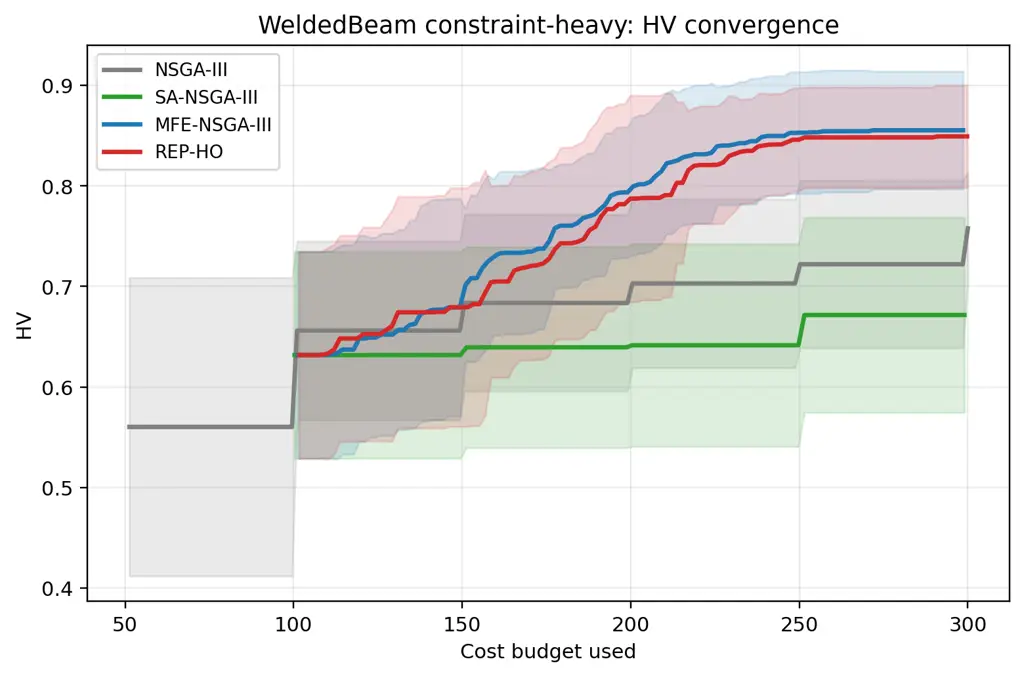 WeldedBeam constraint-heavy: HV convergence
NSGA-III
SA-NSGA-III
MFE-NSGA-III
REP-HO
HV
0.9
0.8
0.7
0.6
0.5
0.4
50 100 150 200 250 300
Cost budget used